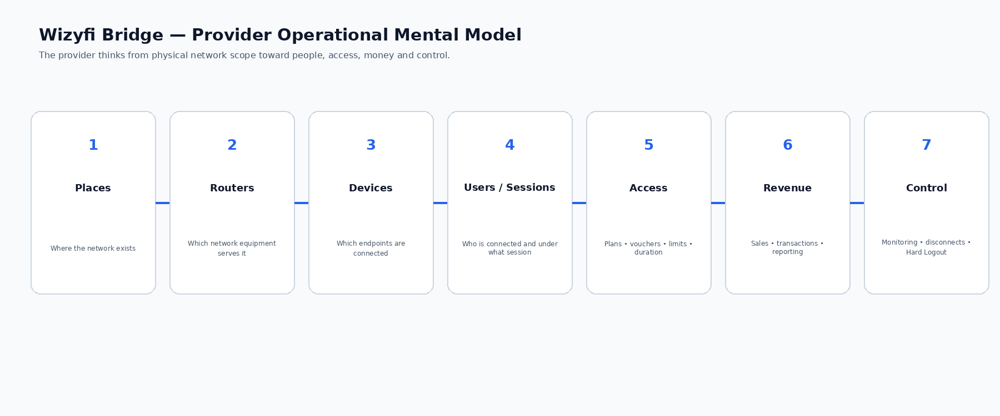 Wizyfi Bridge — Provider Operational Mental Model
The provider thinks from physical network scope toward people, access, money and control.
1
Places
Where the network exists
2
Routers
Which network equipment
serves it
3
Devices
Which endpoints are
connected
4
Users / Sessions
Who is connected and under
what session
5
Access
Plans • vouchers • limits •
duration
6
Revenue
Sales • transactions •
reporting
7
Control
Monitoring • disconnects •
Hard Logout